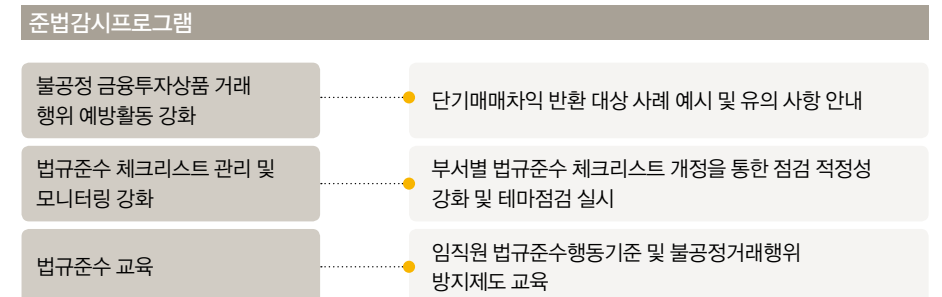 준법감시프로그램
불공정 금융투자상품 거래
행위 예방활동 강화
단기매매차익 반환 대상 사례 예시 및 유의 사항 안내
법규준수 체크리스트 관리 및
모니터링 강화
부서별 법규준수 체크리스트 개정을 통한 점검 적정성
강화 및 테마점검 실시
법규준수 교육
임직원 법규준수행동기준 및 불공정거래행위
방지제도 교육